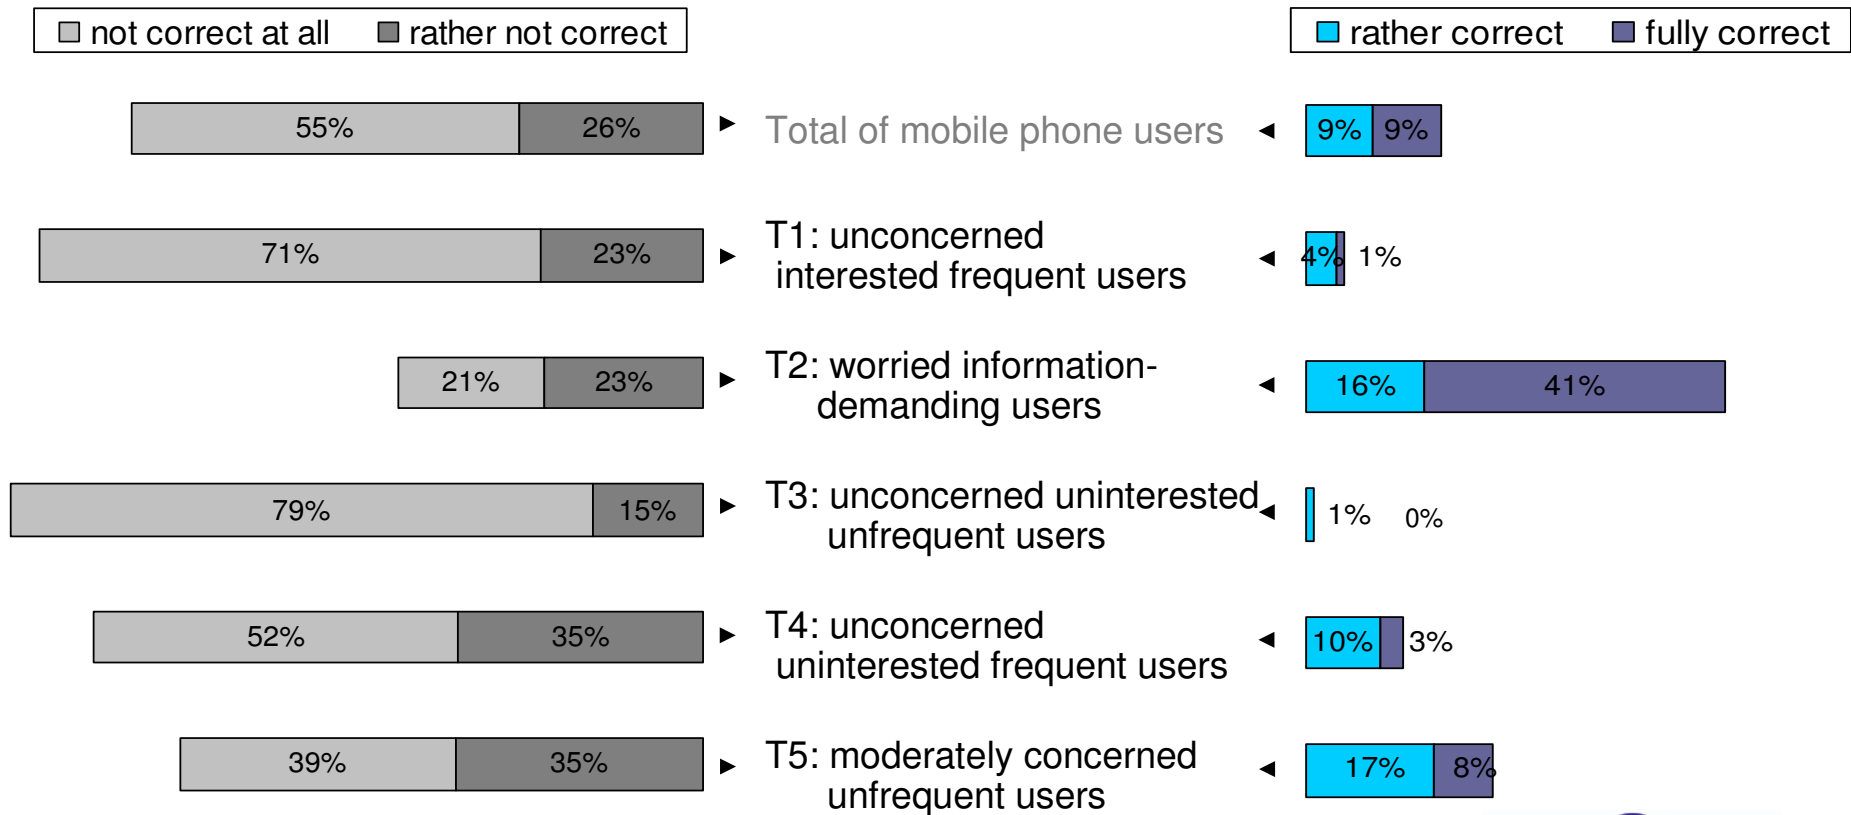 not correct at all rather not correct rather correct fully correct
55% 26% Total of mobile phone users 9% 9%
71% 23% T1: unconcerned
interested frequent users 4% 1%
21% 23% T2: worried information-
demanding users 16% 41%
79% 15% T3: unconcerned uninterested
unfrequent users 1% 0%
52% 35% T4: unconcerned
uninterested frequent users 10% 3%
39% 35% T5: moderately concerned
unfrequent users 17% 8%